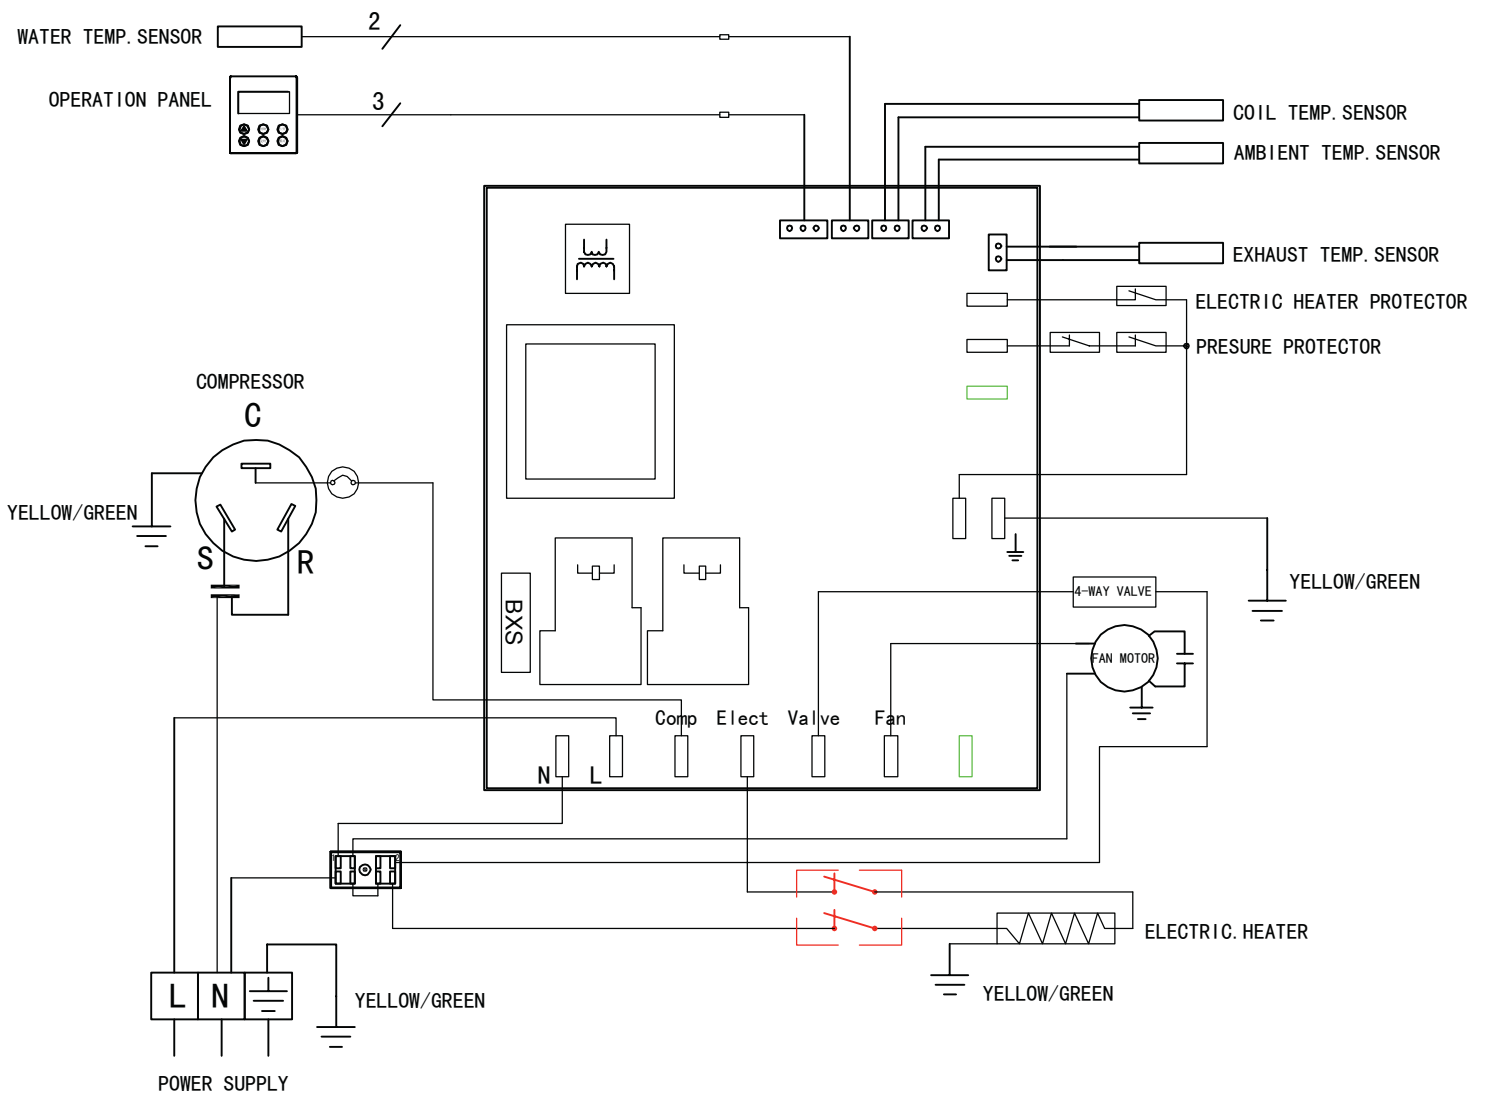 WATER TEMP.SENSOR
2
OPERATION PANEL
3
COIL TEMP.SENSOR
AMBIENT TEMP.SENSOR
EXHAUST TEMP.SENSOR
ELECTRIC HEATER PROTECTOR
PRESURE PROTECTOR
COMPRESSOR
C
YELLOW/GREEN
S
R
BXS
YELLOW/GREEN
4-WAY VALVE
FAN MOTOR
Comp Elect Valve Fan
N L
ELECTRIC.HEATER
YELLOW/GREEN
L N
YELLOW/GREEN
POWER SUPPLY